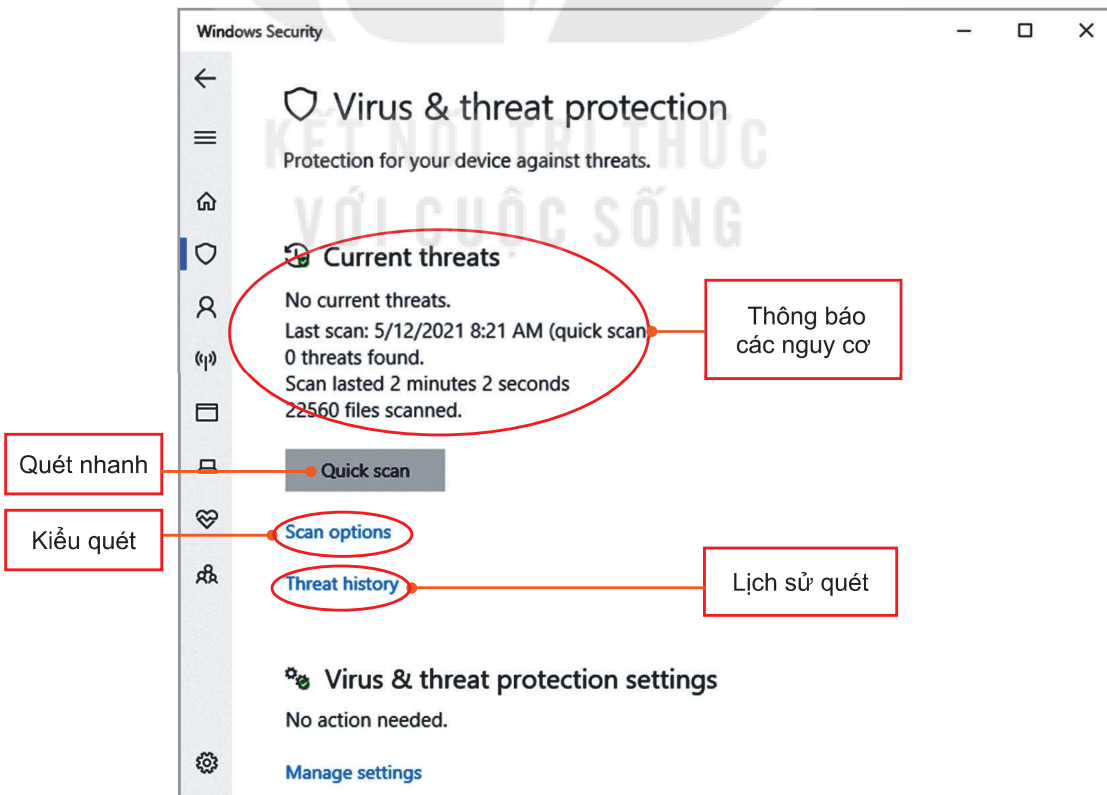 Windows Security
Virus & threat protection
KẾT NỐI TRI THỨC
Protection for your device against threats.
VỚI CUỘC SỐNG
Current threats
No current threats.
Last scan: 5/12/2021 8:21 AM (quick scan
0 threats found.
Scan lasted 2 minutes 2 seconds
22560 files scanned.
Thông báo
các nguy cơ
Quét nhanh
Quick scan
Kiểu quét
Scan options
Threat history
Lịch sử quét
Virus & threat protection settings
No action needed.
Manage settings